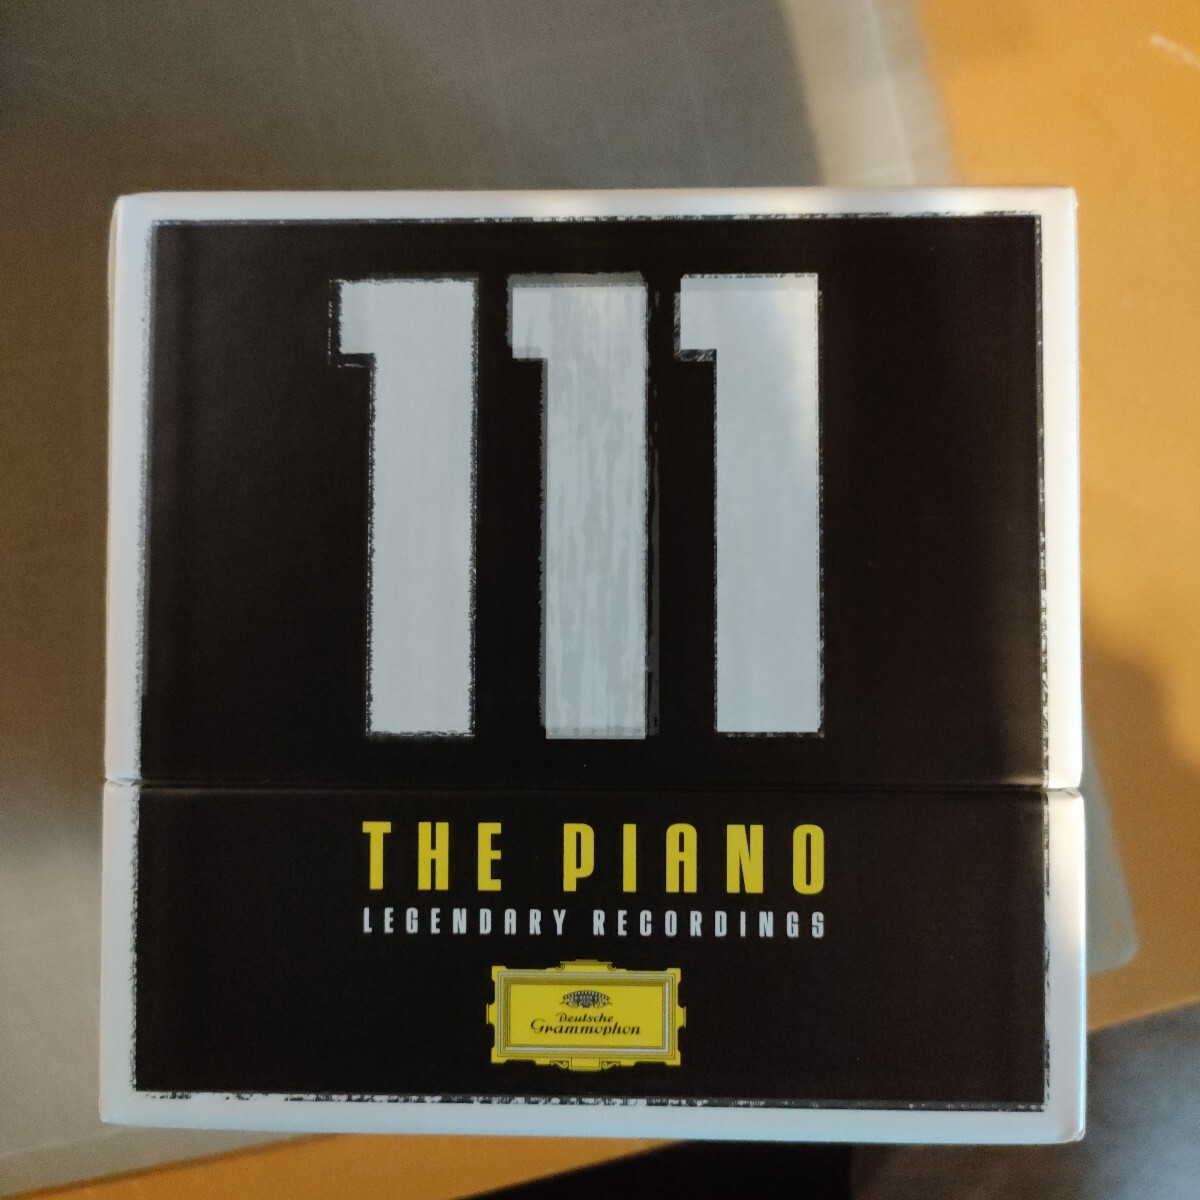 111
THE PIANO
LEGENDARY RECORDINGS
Deutsche
Grammophon